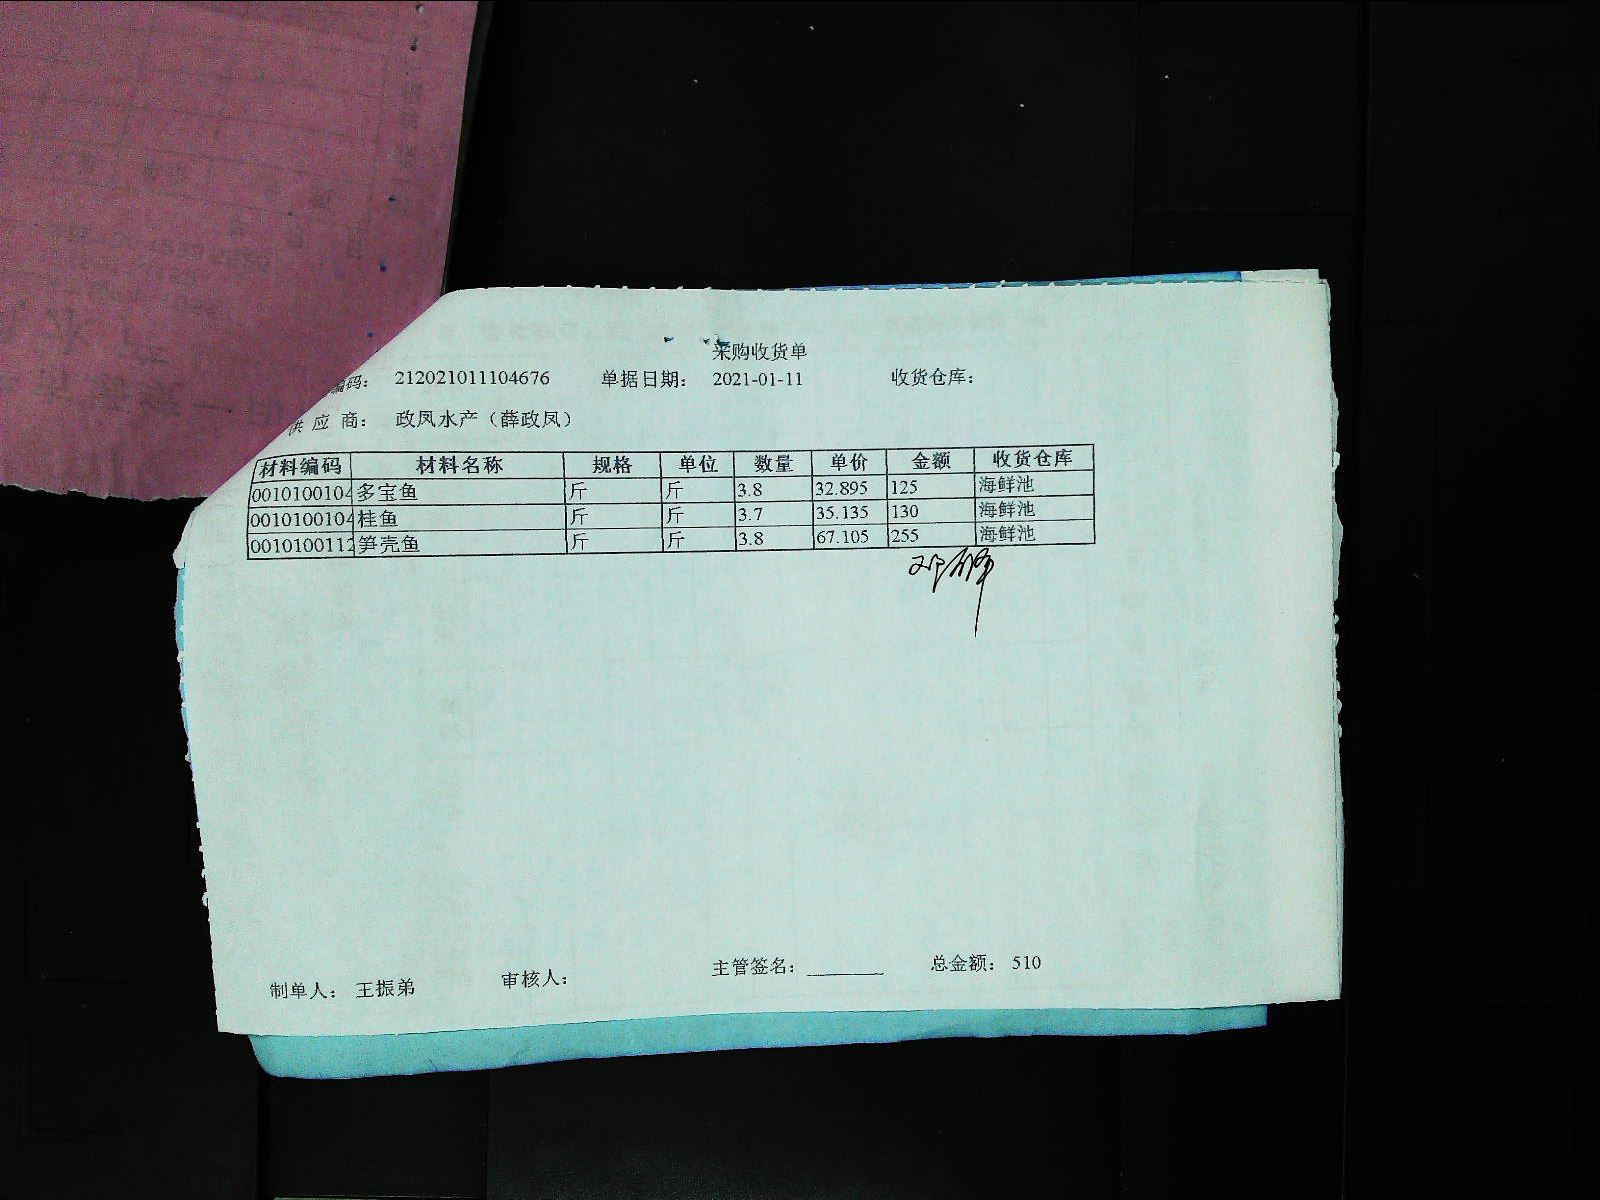 采购收货单
编码： 212021011104676 单据日期： 2021-01-11 收货仓库：
供 应 商： 政凤水产（薛政凤）
材料编码 材料名称 规格 单位 数量 单价 金额 收货仓库
0010100104 多宝鱼 斤 斤 3.8 32.895 125 海鲜池
0010100104 桂鱼 斤 斤 3.7 35.135 130 海鲜池
0010100112 笋壳鱼 斤 斤 3.8 67.105 255 海鲜池
制单人： 王振弟 审核人： 主管签名：________ 总金额： 510